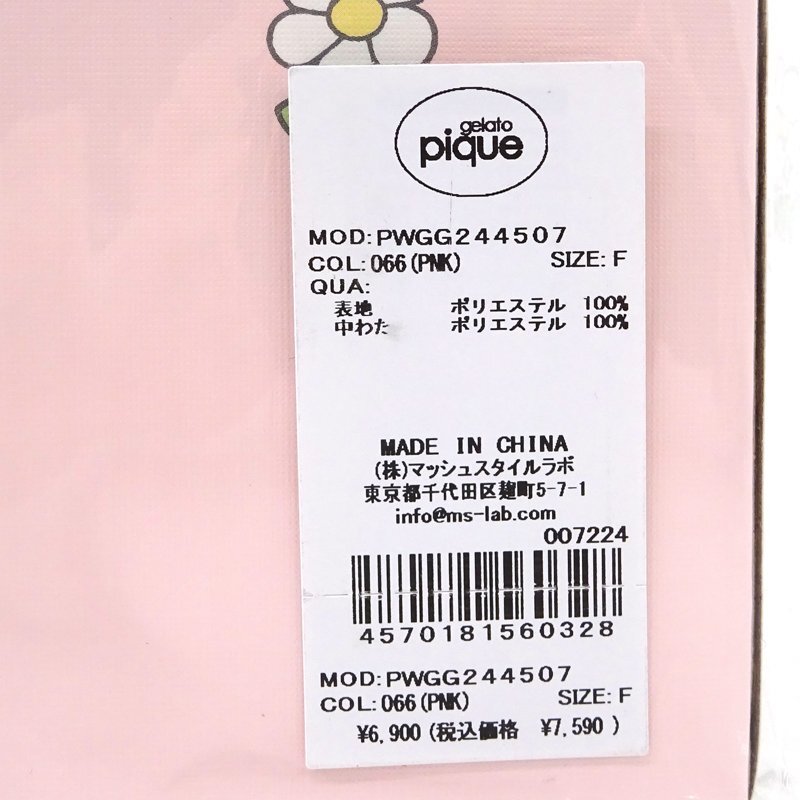 gelato
pique
MOD:PWGG244507
COL:066(PNK) SIZE:F
QUA:
表地 ポリエステル 100%
中わた ポリエステル 100%
MADE IN CHINA
(株)マッシュスタイルラボ
東京都千代田区麹町5-7-1
info@ms-lab.com
007224
4570181560328
MOD:PWGG244507
COL:066(PNK) SIZE:F
¥6,900(税込価格 ¥7,590 )